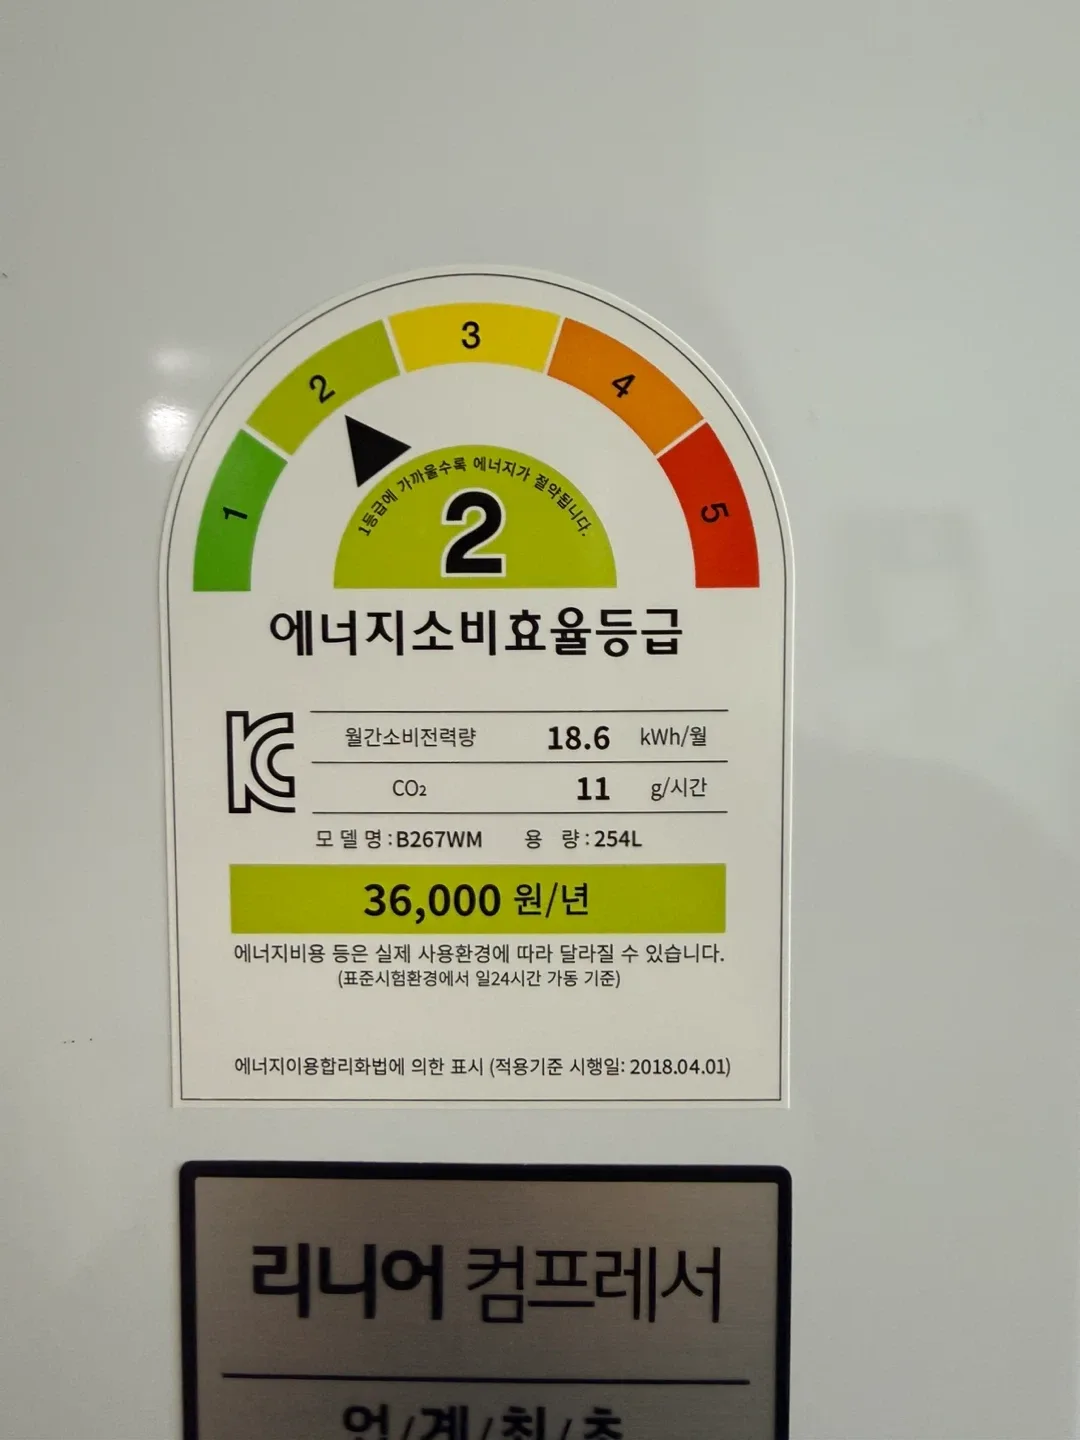 1
2
3
4
5
1등급에 가까울수록 에너지가 절약됩니다.
2
에너지소비효율등급
월간소비전력량 18.6 kWh/월
CO₂ 11 g/시간
모 델 명 : B267WM 용 량 : 254L
36,000 원/년
에너지비용 등은 실제 사용환경에 따라 달라질 수 있습니다.
(표준시험환경에서 일24시간 가동 기준)
에너지이용합리화법에 의한 표시 (적용기준 시행일: 2018.04.01)
리니어 컴프레서
업/계/최/초